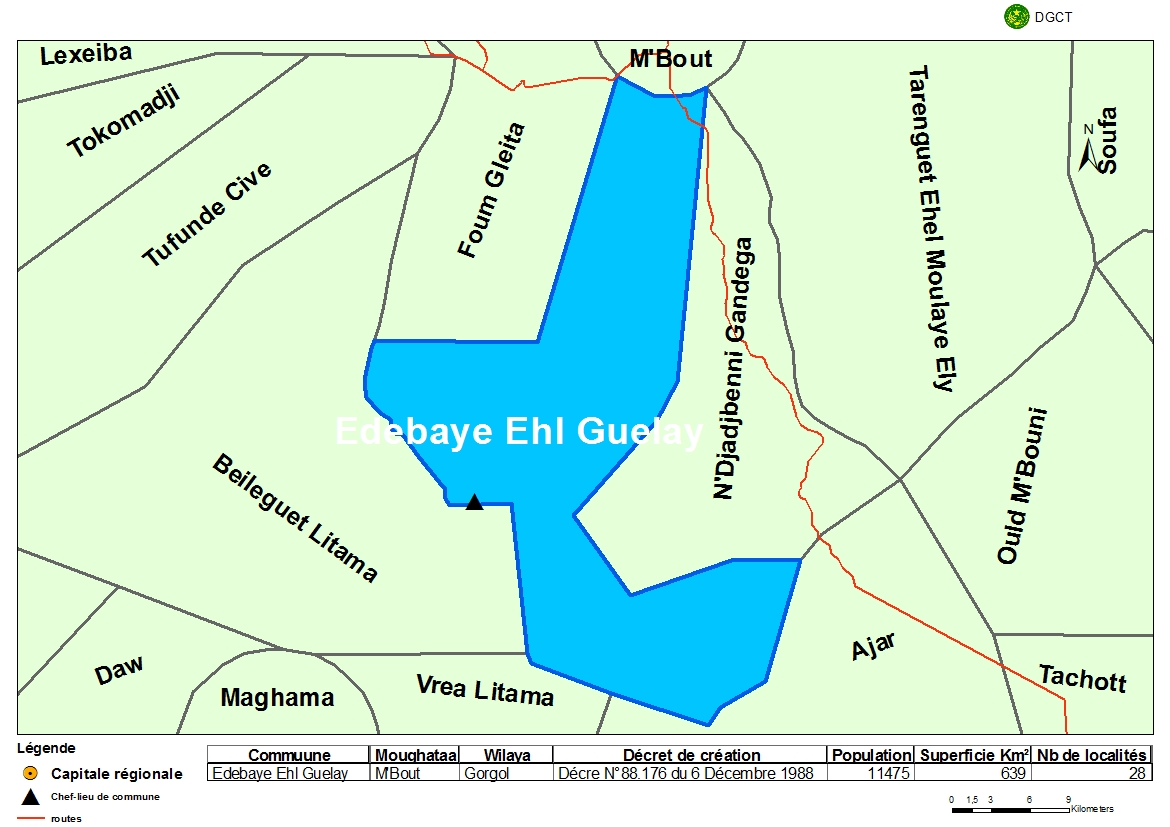 DGCT
Lexeiba
M'Bout
Tokomadji
Tufunde Cive
Foum Gleita
Tarenguet Ehel Moulaye Ely
N
Soufa
N'Djadjbenni Gandega
Edebaye Ehl Guelay
Beileguet Litama
Ould M'Bouni
Daw
Maghama
Vrea Litama
Ajar
Tachott
Légende
Capitale régionale
Chef-lieu de commune
routes
Commuune Moughataa Wilaya Décret de création Population Superficie Km² Nb de localités
Edebaye Ehl Guelay M'Bout Gorgol Décre N°88.176 du 6 Décembre 1988 11475 639 28
0 1,5 3 6 9
Kilometers